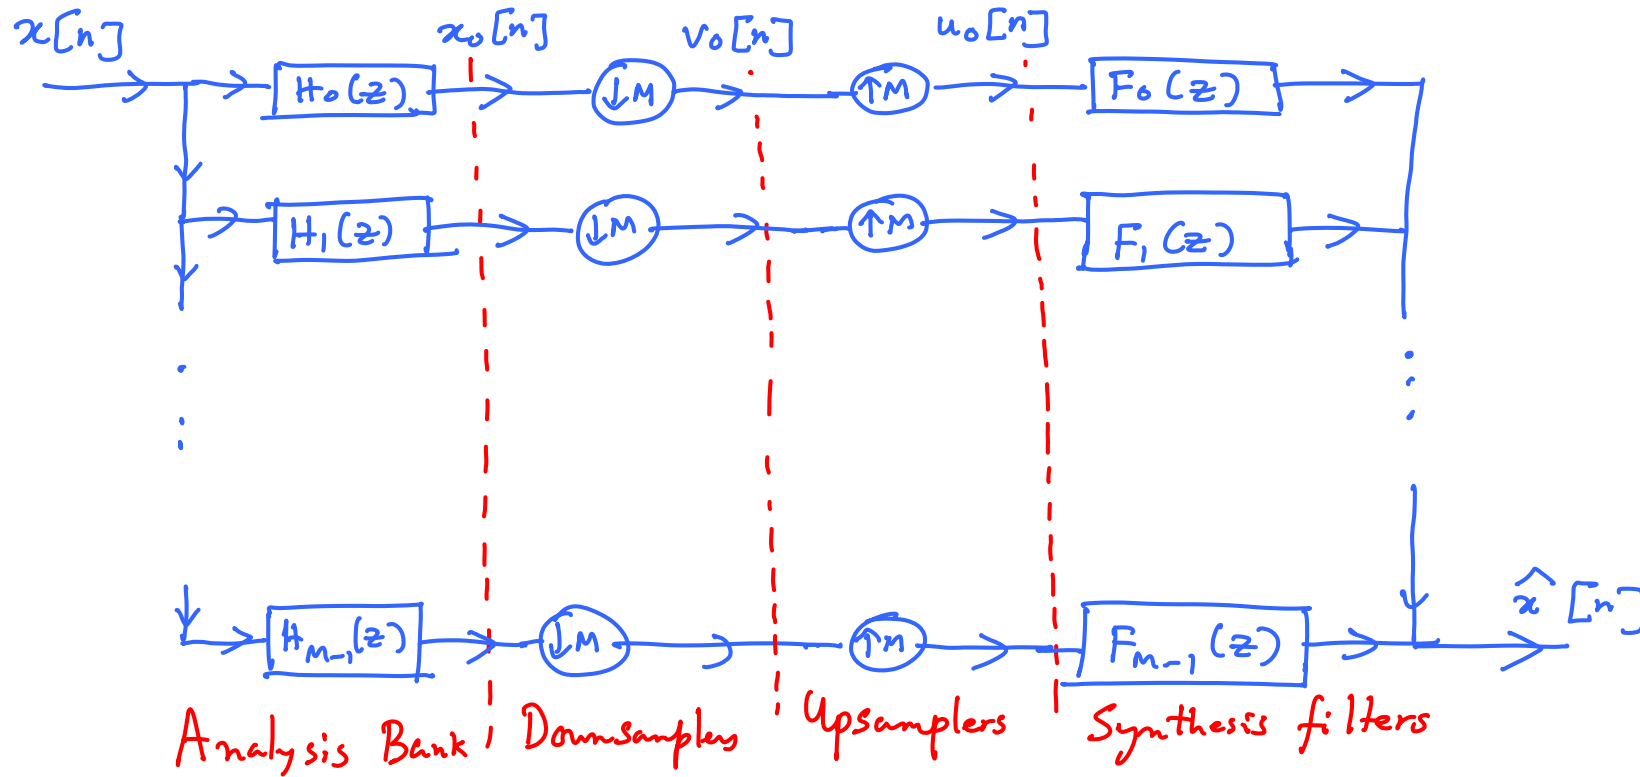 x[n] x₀[n] v₀[n] u₀[n]
H₀(z) ↓M ↑M F₀(z)
H₁(z) ↓M ↑M F₁(z)
H_{M-1}(z) ↓M ↑M F_{M-1}(z) x̂[n]
Analysis Bank Downsamplers Upsamplers Synthesis filters